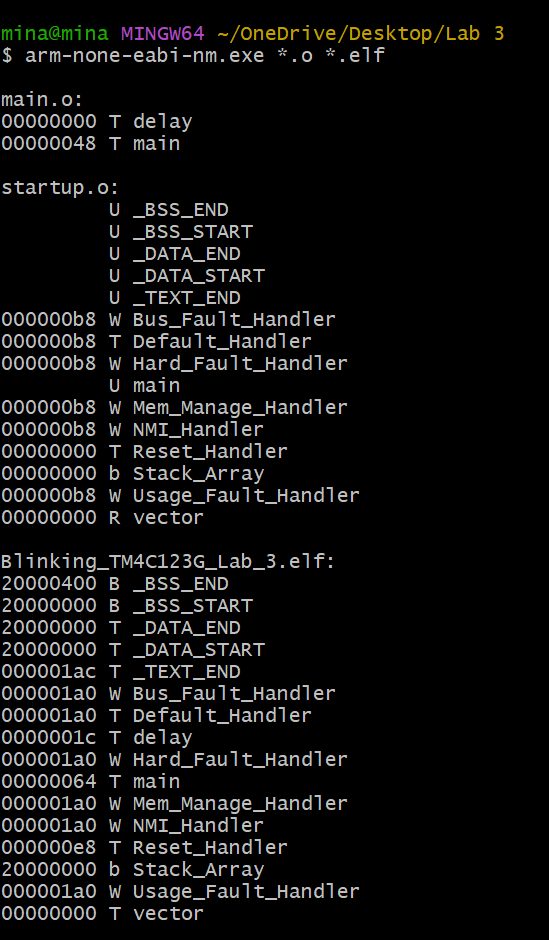 mina@mina MINGW64 ~/OneDrive/Desktop/Lab 3
$ arm-none-eabi-nm.exe *.o *.elf
main.o:
00000000 T delay
00000048 T main
startup.o:
U _BSS_END
U _BSS_START
U _DATA_END
U _DATA_START
U _TEXT_END
000000b8 W Bus_Fault_Handler
000000b8 T Default_Handler
000000b8 W Hard_Fault_Handler
U main
000000b8 W Mem_Manage_Handler
000000b8 W NMI_Handler
00000000 T Reset_Handler
00000000 b Stack_Array
000000b8 W Usage_Fault_Handler
00000000 R vector
Blinking_TM4C123G_Lab_3.elf:
20000400 B _BSS_END
20000000 B _BSS_START
20000000 T _DATA_END
20000000 T _DATA_START
000001ac T _TEXT_END
000001a0 W Bus_Fault_Handler
000001a0 T Default_Handler
0000001c T delay
000001a0 W Hard_Fault_Handler
00000064 T main
000001a0 W Mem_Manage_Handler
000001a0 W NMI_Handler
000000e8 T Reset_Handler
20000000 b Stack_Array
000001a0 W Usage_Fault_Handler
00000000 T vector